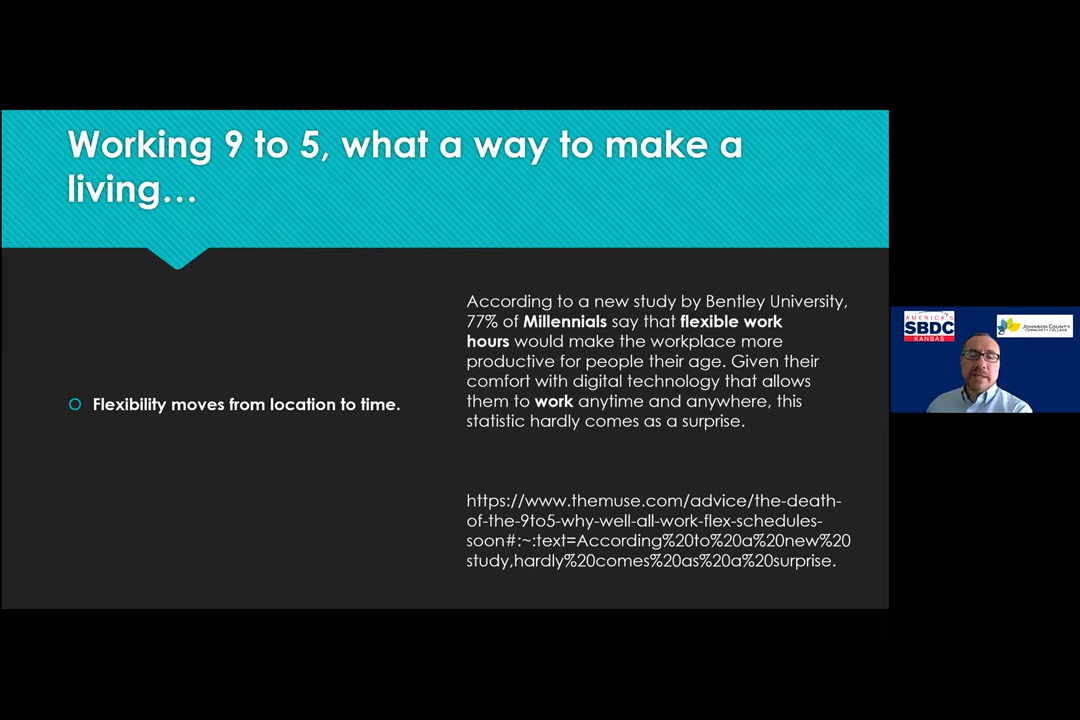 Working 9 to 5, what a way to make a
living...
Flexibility moves from location to time.
According to a new study by Bentley University,
77% of Millennials say that flexible work
hours would make the workplace more
productive for people their age. Given their
comfort with digital technology that allows
them to work anytime and anywhere, this
statistic hardly comes as a surprise.
https://www.themuse.com/advice/the-death-
of-the-9to5-why-well-all-work-flex-schedules-
soon#:~:text=According%20to%20a%20new%20
study,hardly%20comes%20as%20a%20surprise.
AMERICA'S
SBDC
KANSAS
JOHNSON COUNTY
COMMUNITY COLLEGE